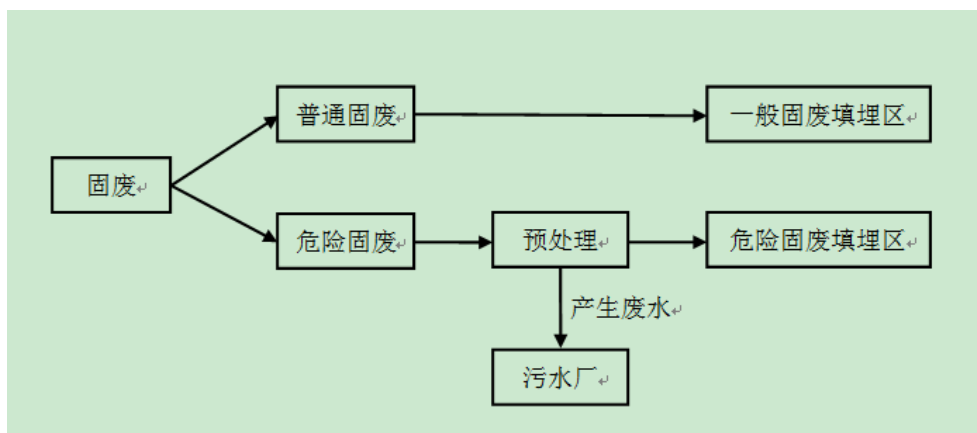 普通固废
一般固废填埋区
固废
危险固废
预处理
危险固废填埋区
产生废水
污水厂